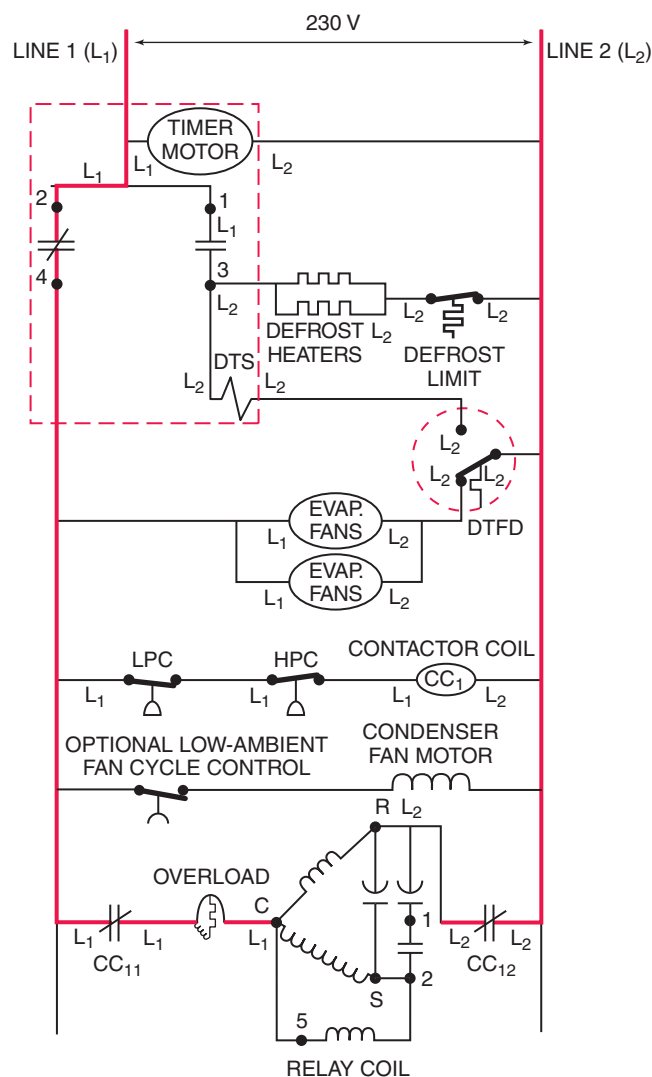 230 V
LINE 1 (L₁)
LINE 2 (L₂)
TIMER
MOTOR
L₁
L₁
L₂
2
1
L₁
4
3
L₂
DEFROST
HEATERS
L₂
L₂
L₂
DEFROST
LIMIT
DTS
L₂
L₂
L₂
L₂
L₂
DTFD
EVAP.
FANS
L₁
L₂
EVAP.
FANS
L₁
L₂
CONTACTOR COIL
LPC
HPC
L₁
L₁
L₁
CC₁
L₂
OPTIONAL LOW-AMBIENT
FAN CYCLE CONTROL
CONDENSER
FAN MOTOR
R
L₂
OVERLOAD
C
1
L₁
L₁
L₁
L₂
L₂
CC₁₁
CC₁₂
S
2
5
RELAY COIL